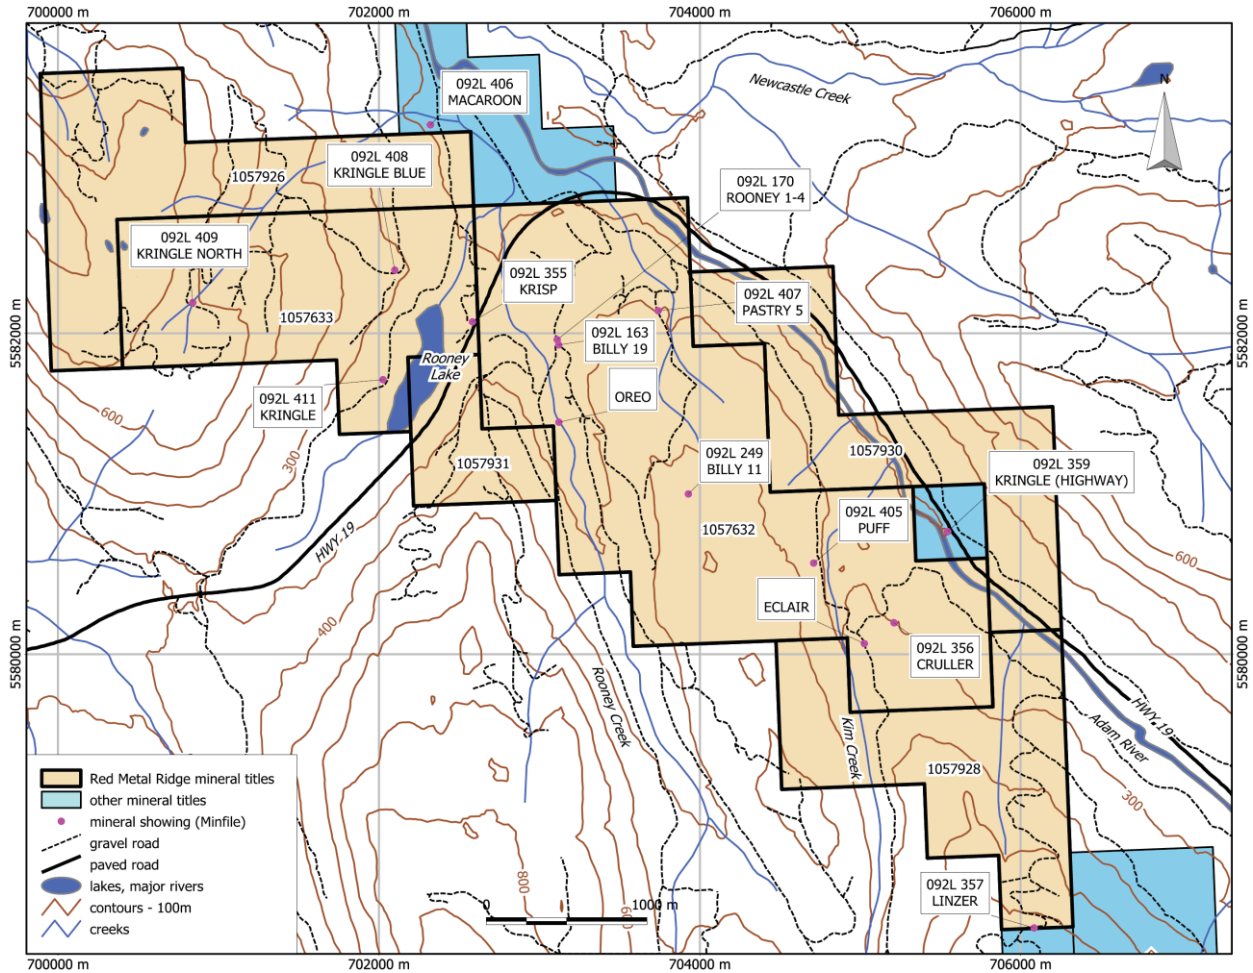 700000 m
702000 m
704000 m
706000 m
N
Newcastle Creek
092L 406
MACAROON
092L 408
KRINGLE BLUE
1057926
092L 170
ROONEY 1-4
092L 409
KRINGLE NORTH
092L 355
KRISP
092L 407
PASTRY 5
1057633
5582000 m
5582000 m
092L 163
BILLY 19
Rooney
Lake
OREO
092L 411
KRINGLE
600
300
1057931
092L 249
BILLY 11
1057930
092L 359
KRINGLE (HIGHWAY)
092L 405
PUFF
1057632
HWY 19
600
ECLAIR
400
092L 356
CRULLER
5580000 m
5580000 m
Rooney Creek
Kim Creek
HWY 19
Adam River
1057928
300
Red Metal Ridge mineral titles
other mineral titles
mineral showing (Minfile)
gravel road
paved road
lakes, major rivers
contours - 100m
creeks
800
600
0
1000 m
092L 357
LINZER
700000 m
702000 m
704000 m
706000 m